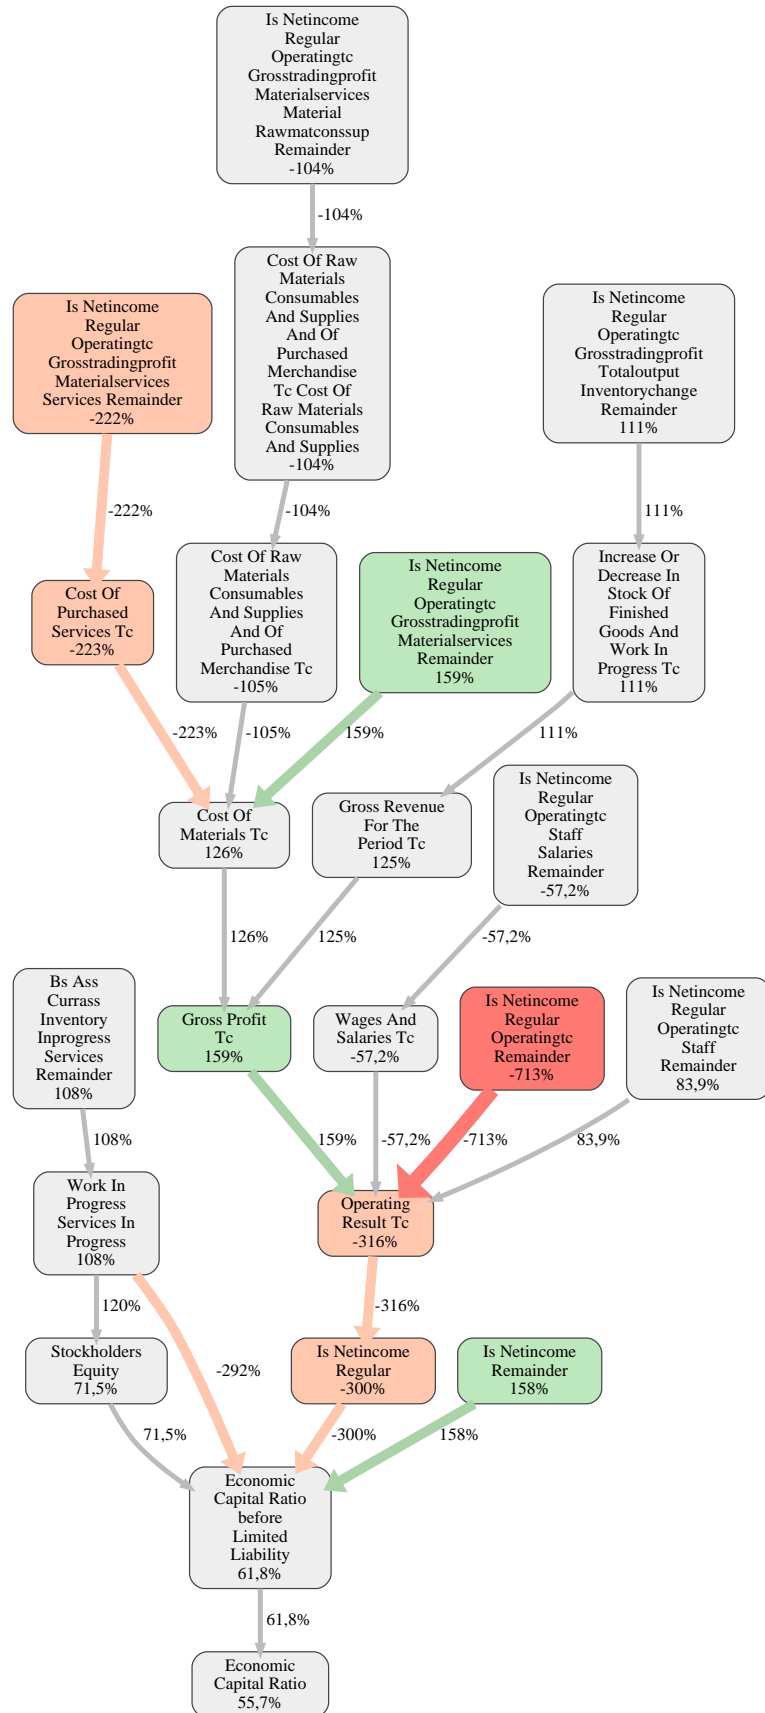 Is Netincome
Regular
Operatingtc
Grosstradingprofit
Materialservices
Material
Rawmatconssup
Remainder
-104%
-104%
Cost Of Raw
Materials
Consumables
And Supplies
And Of
Purchased
Merchandise
Tc Cost Of
Raw Materials
Consumables
And Supplies
-104%
Is Netincome
Regular
Operatingtc
Grosstradingprofit
Materialservices
Services Remainder
-222%
Is Netincome
Regular
Operatingtc
Grosstradingprofit
Totaloutput
Inventorychange
Remainder
111%
-222%
-104%
111%
Cost Of
Purchased
Services Tc
-223%
Cost Of Raw
Materials
Consumables
And Supplies
And Of
Purchased
Merchandise Tc
-105%
Is Netincome
Regular
Operatingtc
Grosstradingprofit
Materialservices
Remainder
159%
Increase Or
Decrease In
Stock Of
Finished
Goods And
Work In
Progress Tc
111%
-223%
-105%
159%
111%
Cost Of
Materials Tc
126%
Gross Revenue
For The
Period Tc
125%
Is Netincome
Regular
Operatingtc
Staff
Salaries
Remainder
-57,2%
126%
125%
-57,2%
Bs Ass
Currass
Inventory
Inprogress
Services
Remainder
108%
Gross Profit
Tc
159%
Wages And
Salaries Tc
-57,2%
Is Netincome
Regular
Operatingtc
Remainder
-713%
Is Netincome
Regular
Operatingtc
Staff
Remainder
83,9%
108%
159%
-57,2%
-713%
83,9%
Work In
Progress
Services In
Progress
108%
Operating
Result Tc
-316%
120%
-292%
-316%
Stockholders
Equity
71,5%
Is Netincome
Regular
-300%
Is Netincome
Remainder
158%
71,5%
-300%
158%
Economic
Capital Ratio
before
Limited
Liability
61,8%
61,8%
Economic
Capital Ratio
55,7%